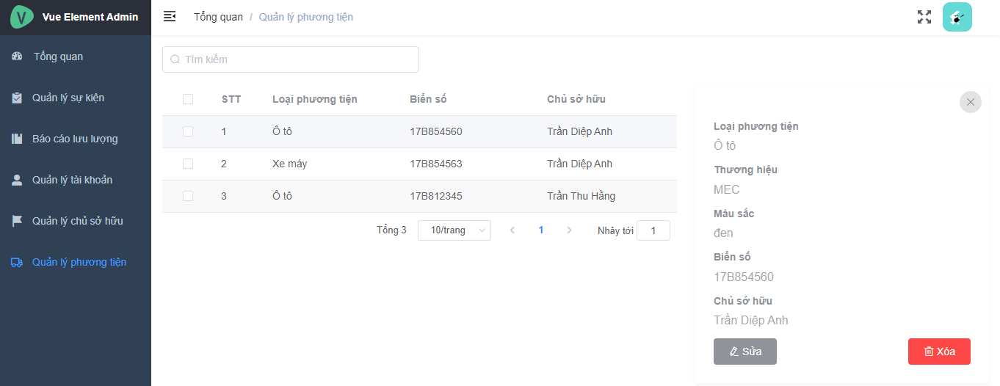 Vue Element Admin
Tổng quan / Quản lý phương tiện
Tổng quan
Quản lý sự kiện
Báo cáo lưu lượng
Quản lý tài khoản
Quản lý chủ sở hữu
Quản lý phương tiện
Tìm kiếm
STT Loại phương tiện Biển số Chủ sở hữu
1 Ô tô 17B854560 Trần Diệp Anh
2 Xe máy 17B854563 Trần Diệp Anh
3 Ô tô 17B812345 Trần Thu Hằng
Tổng 3 10/trang 1 Nhảy tới 1
Loại phương tiện
Ô tô
Thương hiệu
MEC
Màu sắc
đen
Biển số
17B854560
Chủ sở hữu
Trần Diệp Anh
Sửa Xóa